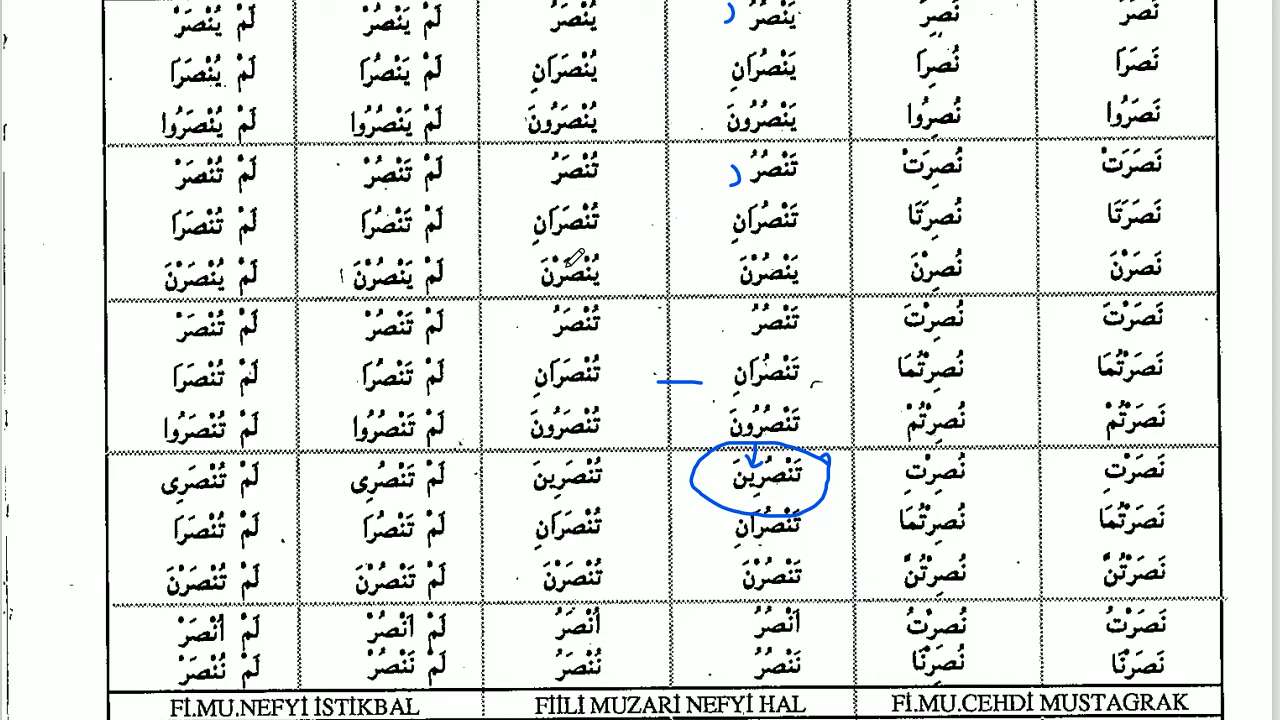 نَصَرَ نُصِرَ يَنْصُرُ يُنْصَرُ لَمْ يَنْصُرْ لَمْ يُنْصَرْ
نَصَرَا نُصِرَا يَنْصُرَانِ يُنْصَرَانِ لَمْ يَنْصُرَا لَمْ يُنْصَرَا
نَصَرُوا نُصِرُوا يَنْصُرُونَ يُنْصَرُونَ لَمْ يَنْصُرُوا لَمْ يُنْصَرُوا
نَصَرَتْ نُصِرَتْ تَنْصُرُ تُنْصَرُ لَمْ تَنْصُرْ لَمْ تُنْصَرْ
نَصَرَتَا نُصِرَتَا تَنْصُرَانِ تُنْصَرَانِ لَمْ تَنْصُرَا لَمْ تُنْصَرَا
نَصَرْنَ نُصِرْنَ يَنْصُرْنَ يُنْصَرْنَ لَمْ يَنْصُرْنَ لَمْ يُنْصَرْنَ
نَصَرْتَ نُصِرْتَ تَنْصُرُ تُنْصَرُ لَمْ تَنْصُرْ لَمْ تُنْصَرْ
نَصَرْتُمَا نُصِرْتُمَا تَنْصُرَانِ تُنْصَرَانِ لَمْ تَنْصُرَا لَمْ تُنْصَرَا
نَصَرْتُمْ نُصِرْتُمْ تَنْصُرُونَ تُنْصَرُونَ لَمْ تَنْصُرُوا لَمْ تُنْصَرُوا
نَصَرْتِ نُصِرْتِ تَنْصُرِينَ تُنْصَرِينَ لَمْ تَنْصُرِى لَمْ تُنْصَرِى
نَصَرْتُمَا نُصِرْتُمَا تَنْصُرَانِ تُنْصَرَانِ لَمْ تَنْصُرَا لَمْ تُنْصَرَا
نَصَرْتُنَّ نُصِرْتُنَّ تَنْصُرْنَ تُنْصَرْنَ لَمْ تَنْصُرْنَ لَمْ تُنْصَرْنَ
نَصَرْتُ نُصِرْتُ اَنْصُرُ اُنْصَرُ لَمْ اَنْصُرْ لَمْ اُنْصَرْ
نَصَرْنَا نُصِرْنَا نَنْصُرُ نُنْصَرُ لَمْ نَنْصُرْ لَمْ نُنْصَرْ
Fİ.MU.NEFYİ İSTİKBAL FİİLİ MUZARİ NEFYİ HAL Fİ.MU.CEHDİ MUSTAGRAK